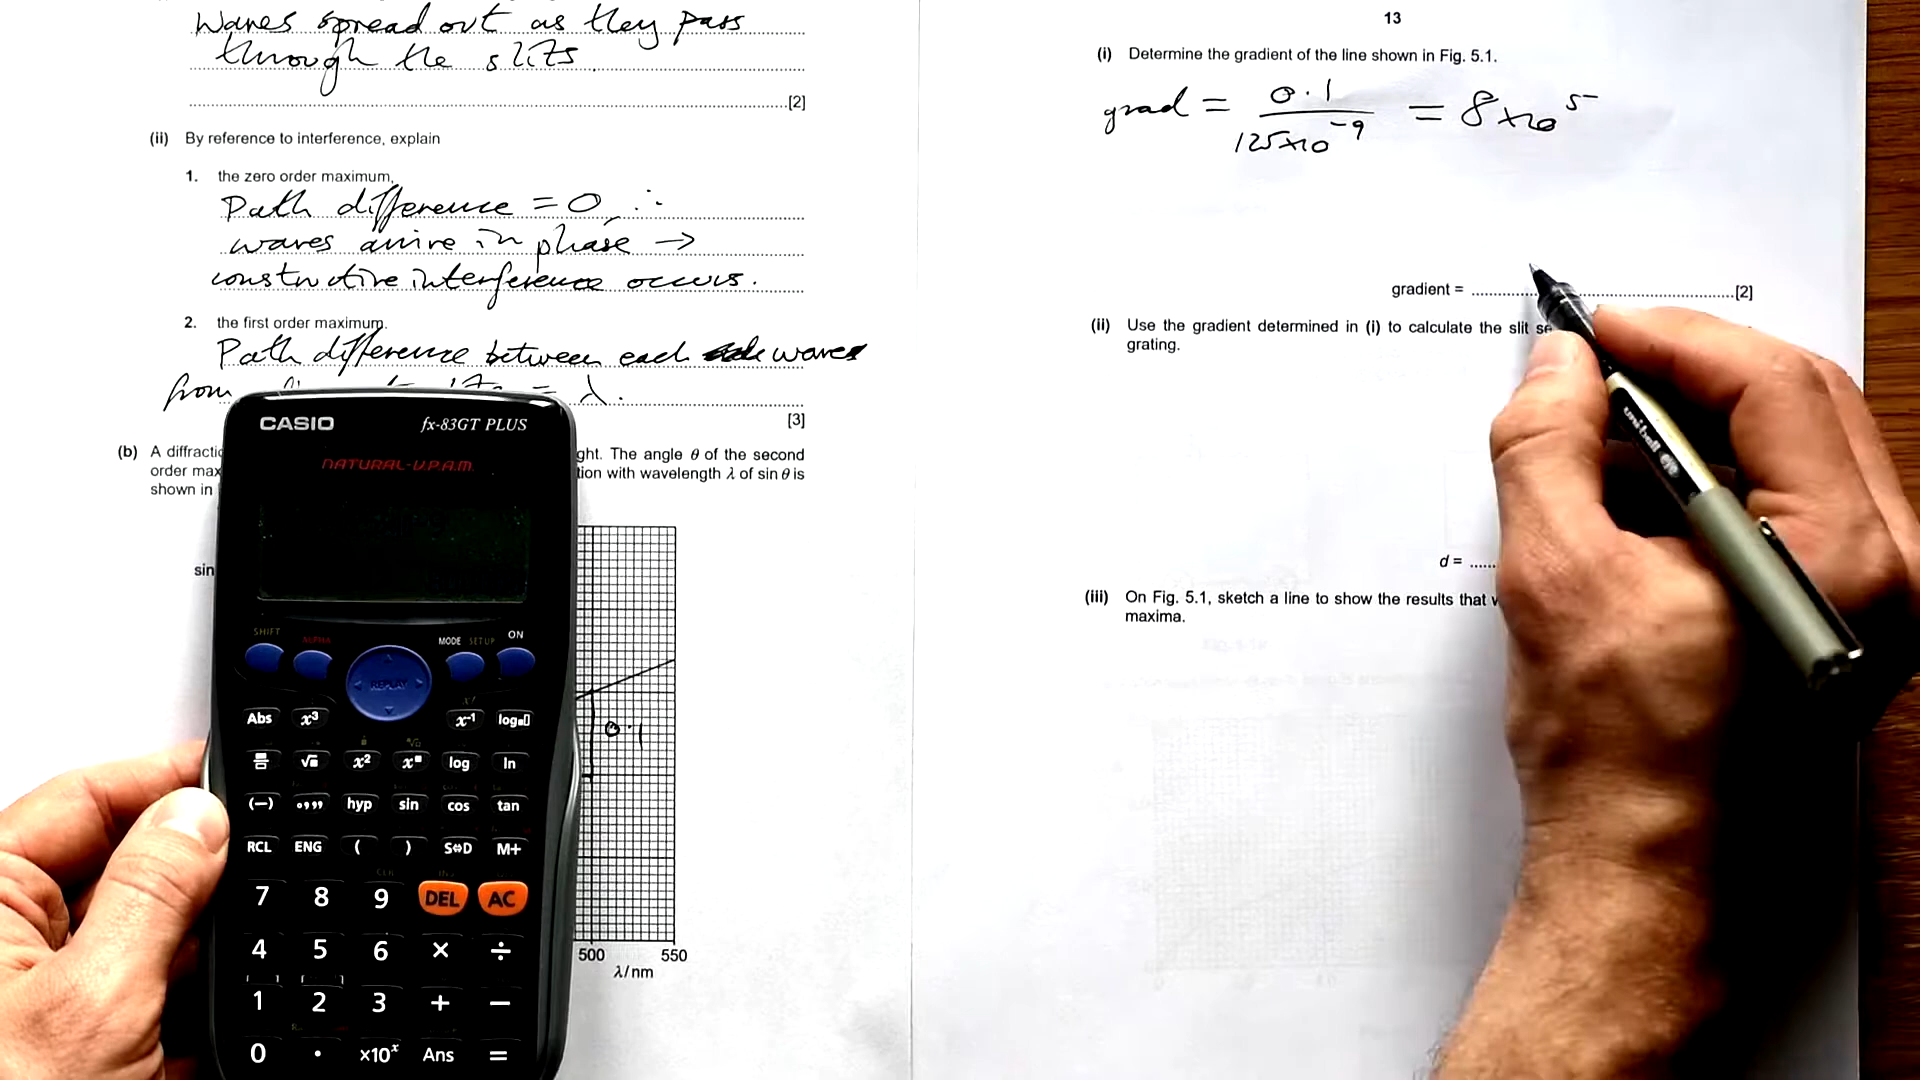 waves spread out as they pass
through the slits.
[2]
(ii) By reference to interference, explain
1. the zero order maximum,
Path difference = 0, ∴
waves arrive in phase →
constructive interference occurs.
2. the first order maximum.
Path difference between each waves
from = λ.
[3]
(b) A diffractio ght. The angle θ of the second
order max tion with wavelength λ of sin θ is
shown in
sin
0.1
500 550
λ/nm
CASIO fx-83GT PLUS
NATURAL-V.P.A.M.
SHIFT ALPHA MODE SETUP ON
REPLAY
Abs x³ x⁻¹ log
√ x² x■ log ln
(−) °'" hyp sin cos tan
RCL ENG ( ) S⇔D M+
7 8 9 DEL AC
4 5 6 × ÷
1 2 3 + −
0 . ×10ˣ Ans =
13
(i) Determine the gradient of the line shown in Fig. 5.1.
grad = 0.1 / 125×10⁻⁹ = 8×10⁵
gradient = [2]
(ii) Use the gradient determined in (i) to calculate the slit se
grating.
d =
(iii) On Fig. 5.1, sketch a line to show the results that
maxima.
uni-ball eye